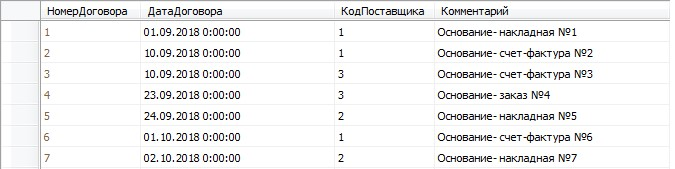 НомерДоговора ДатаДоговора КодПоставщика Комментарий
1 01.09.2018 0:00:00 1 Основание- накладная №1
2 10.09.2018 0:00:00 1 Основание- счет-фактура №2
3 10.09.2018 0:00:00 3 Основание- счет-фактура №3
4 23.09.2018 0:00:00 3 Основание- заказ №4
5 24.09.2018 0:00:00 2 Основание- накладная №5
6 01.10.2018 0:00:00 1 Основание- счет-фактура №6
7 02.10.2018 0:00:00 2 Основание- накладная №7